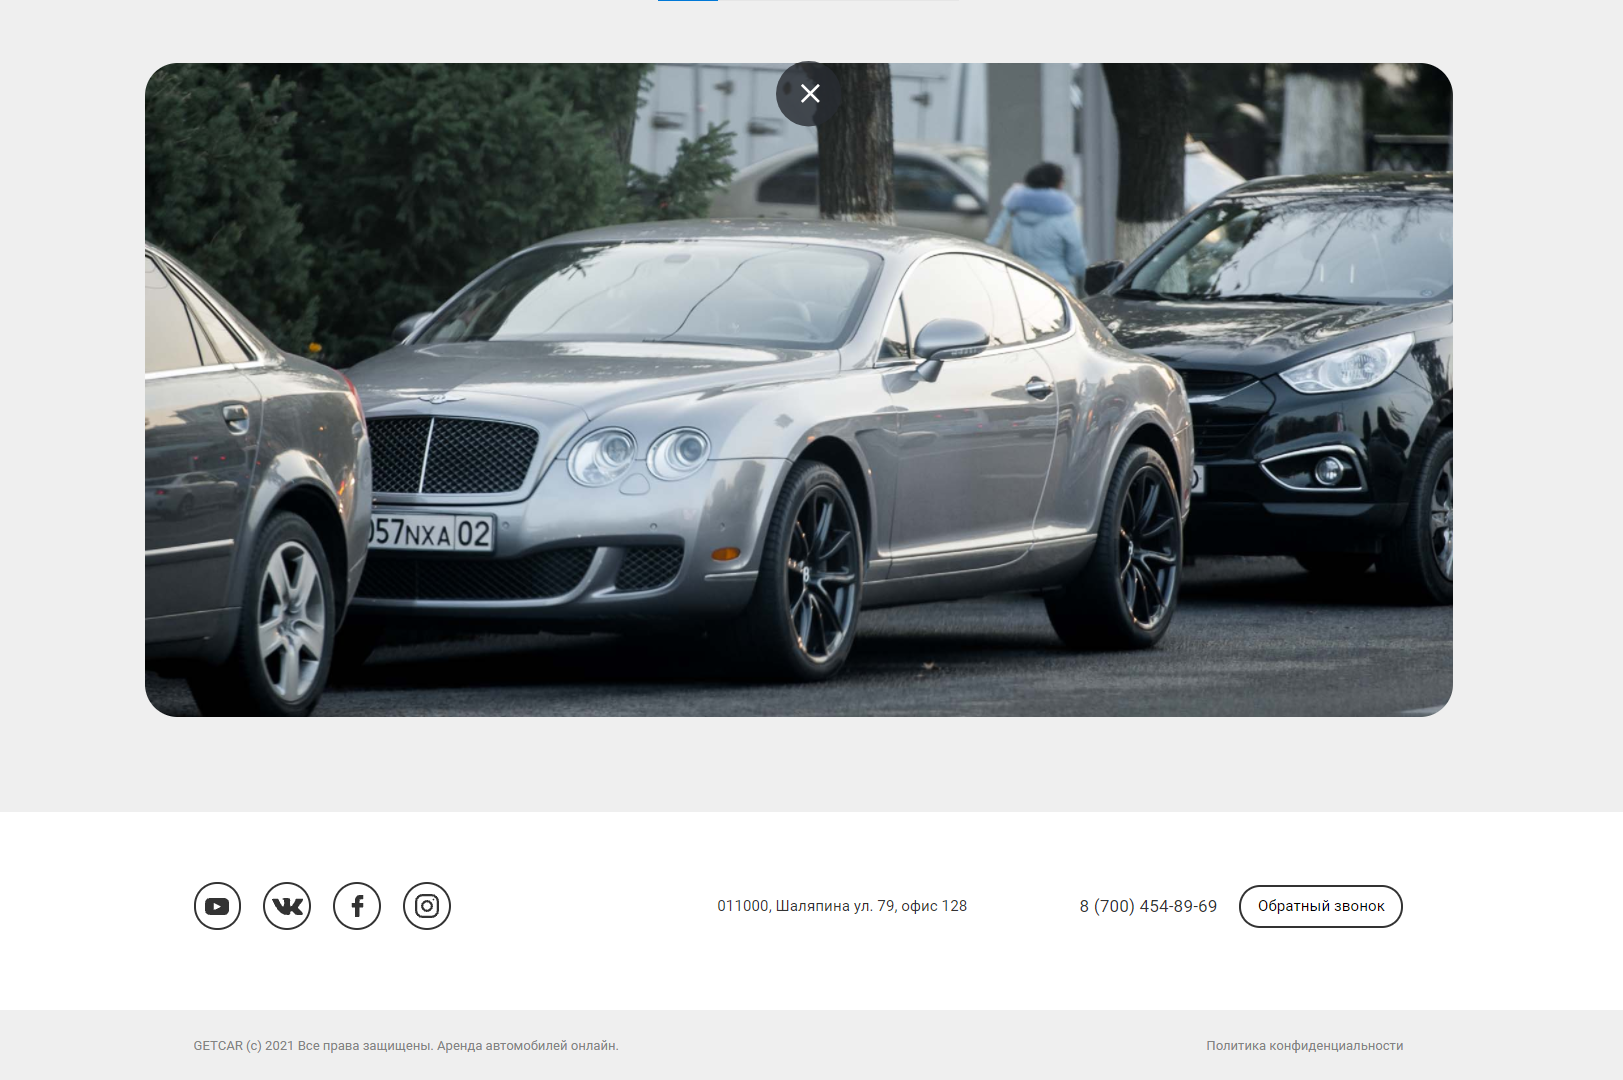 057NXA 02
011000, Шаляпина ул. 79, офис 128
8 (700) 454-89-69
Обратный звонок
GETCAR (c) 2021 Все права защищены. Аренда автомобилей онлайн.
Политика конфиденциальности